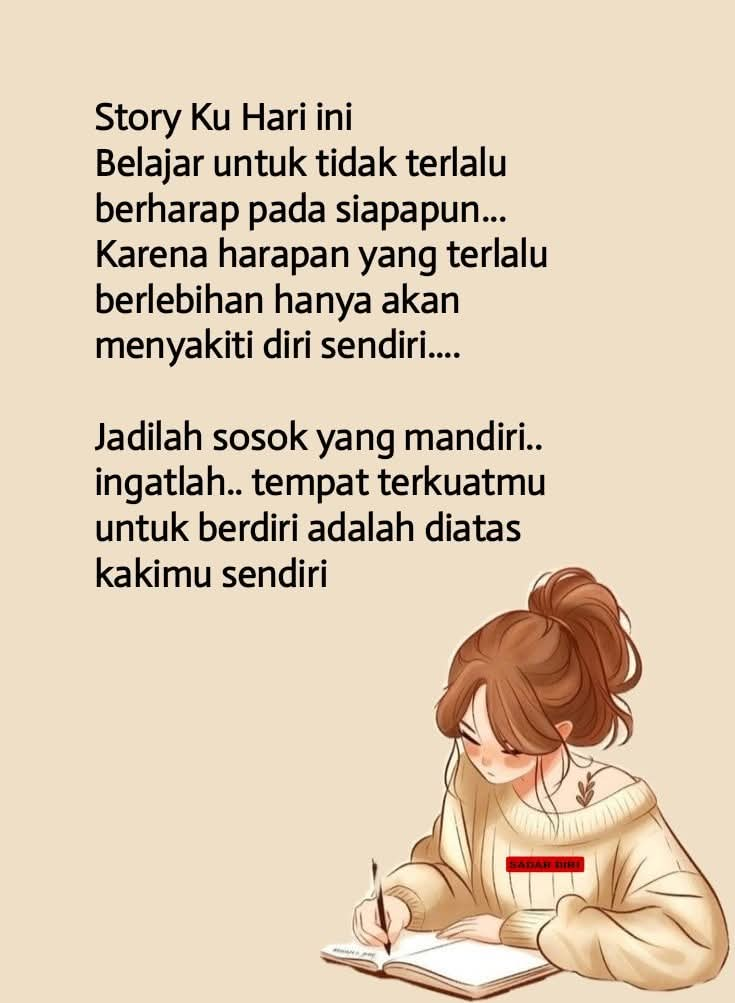 Story Ku Hari ini
Belajar untuk tidak terlalu
berharap pada siapapun...
Karena harapan yang terlalu
berlebihan hanya akan
menyakiti diri sendiri....
Jadilah sosok yang mandiri..
ingatlah.. tempat terkuatmu
untuk berdiri adalah diatas
kakimu sendiri
SADAR DIRI